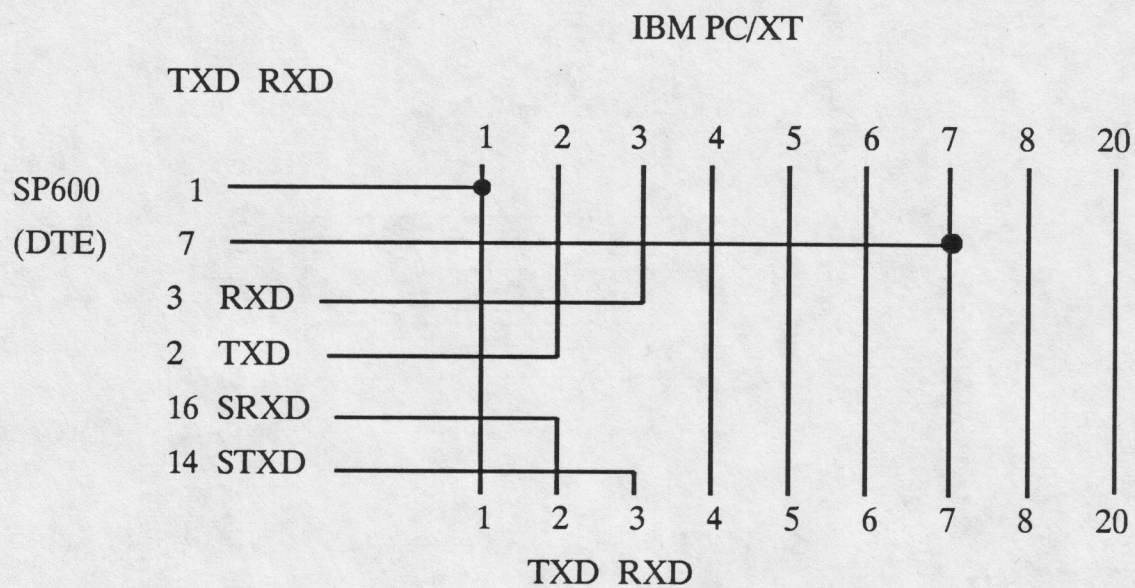 IBM PC/XT
TXD RXD
1 2 3 4 5 6 7 8 20
SP600 1
(DTE) 7
3 RXD
2 TXD
16 SRXD
14 STXD
1 2 3 4 5 6 7 8 20
TXD RXD